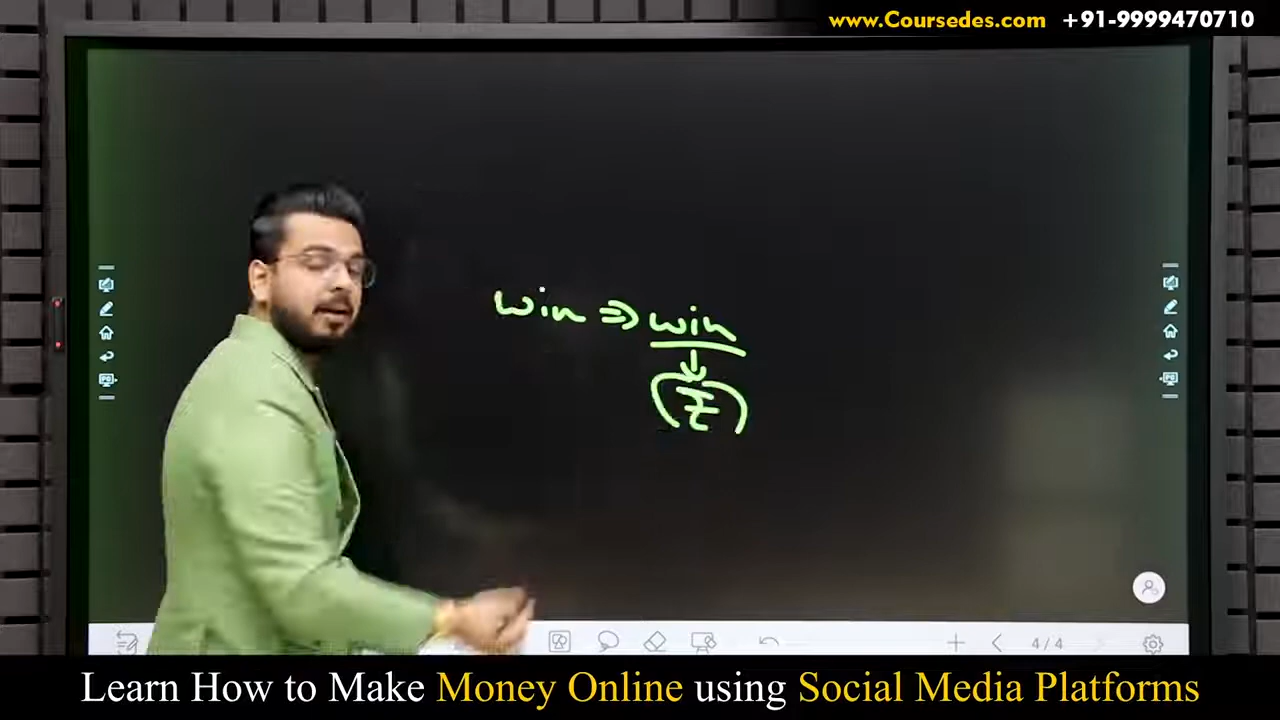 www.Coursedes.com +91-9999470710
win ⇒ win
↓
(Z)
4/4
Learn How to Make Money Online using Social Media Platforms